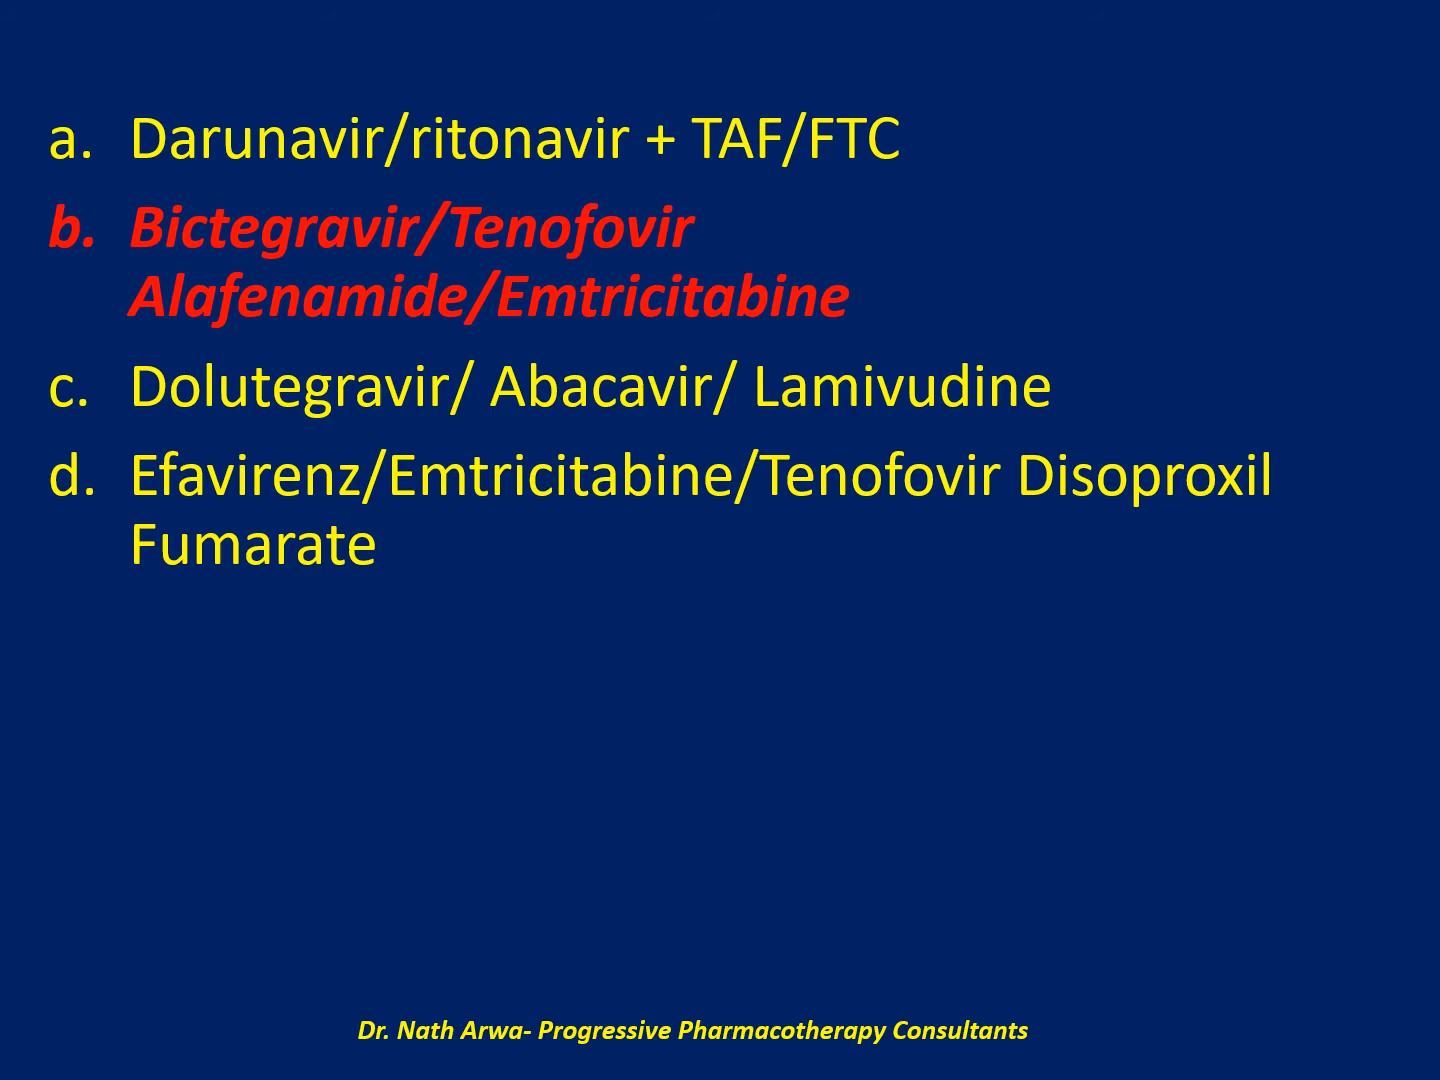 a. Darunavir/ritonavir + TAF/FTC
b. Bictegravir/Tenofovir
Alafenamide/Emtricitabine
c. Dolutegravir/ Abacavir/ Lamivudine
d. Efavirenz/Emtricitabine/Tenofovir Disoproxil
Fumarate
Dr. Nath Arwa- Progressive Pharmacotherapy Consultants